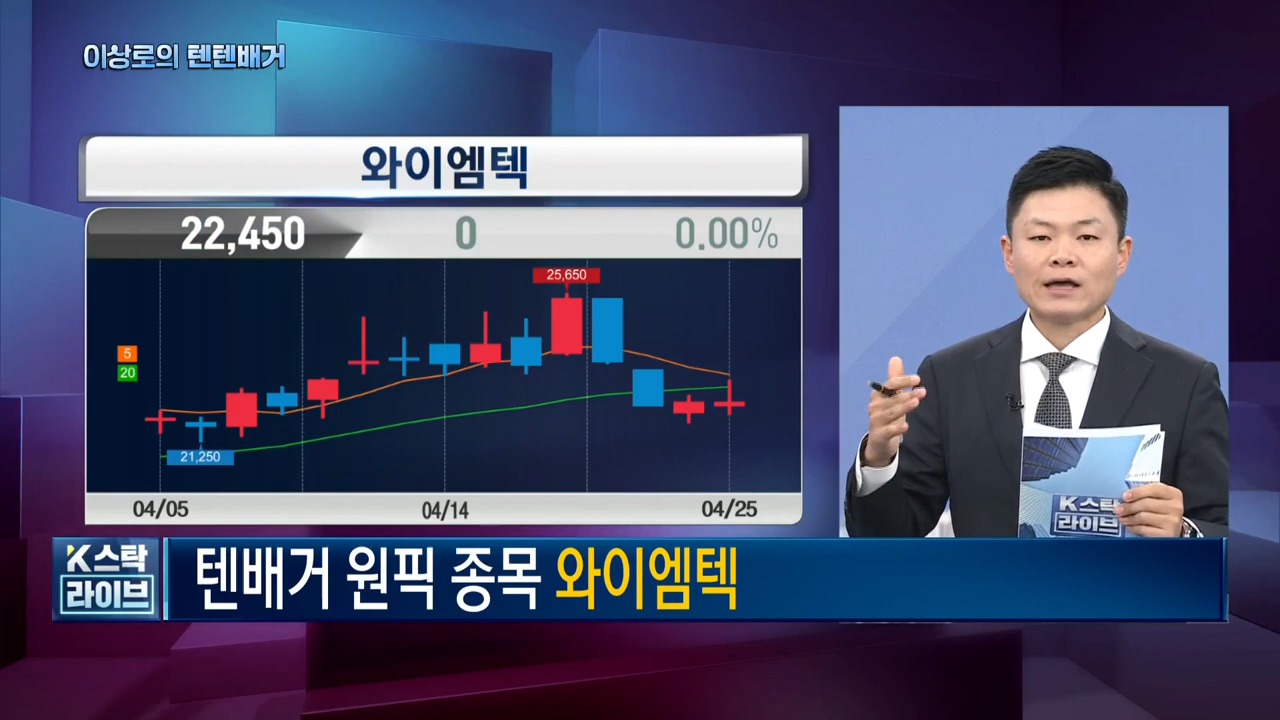 이상로의 텐텐배거
와이엠텍
22,450 0 0.00%
25,650
5
20
21,250
04/05 04/14 04/25
K스탁
라이브
텐배거 원픽 종목 와이엠텍
K스탁
라이브